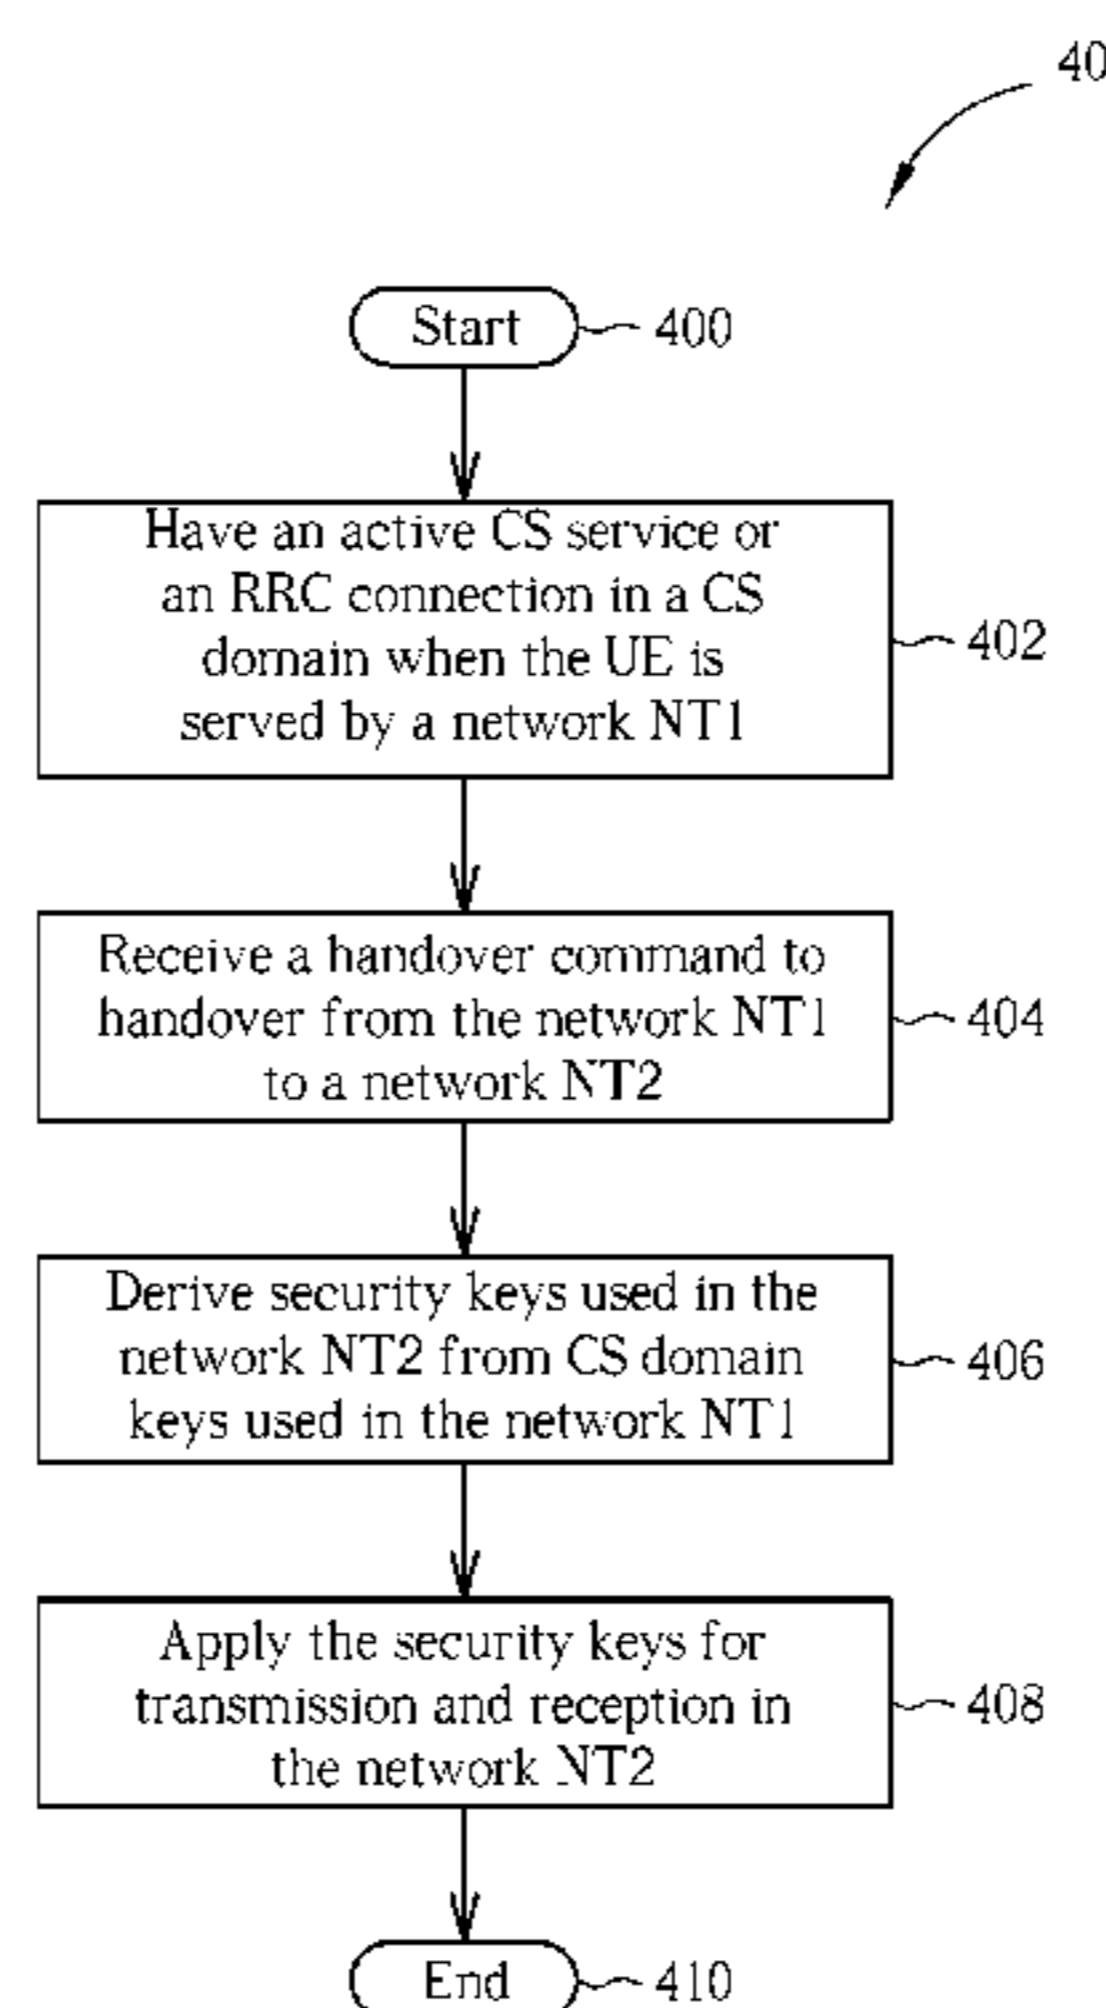 40
Start
400
Have an active CS service or
an RRC connection in a CS
domain when the UE is
served by a network NT1
402
Receive a handover command to
handover from the network NT1
to a network NT2
404
Derive security keys used in the
network NT2 from CS domain
keys used in the network NT1
406
Apply the security keys for
transmission and reception in
the network NT2
408
End
410